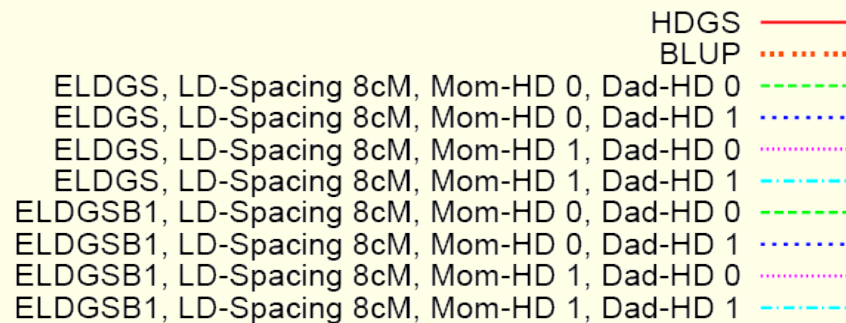 HDGS
BLUP
ELDGS, LD-Spacing 8cM, Mom-HD 0, Dad-HD 0
ELDGS, LD-Spacing 8cM, Mom-HD 0, Dad-HD 1
ELDGS, LD-Spacing 8cM, Mom-HD 1, Dad-HD 0
ELDGS, LD-Spacing 8cM, Mom-HD 1, Dad-HD 1
ELDGSB1, LD-Spacing 8cM, Mom-HD 0, Dad-HD 0
ELDGSB1, LD-Spacing 8cM, Mom-HD 0, Dad-HD 1
ELDGSB1, LD-Spacing 8cM, Mom-HD 1, Dad-HD 0
ELDGSB1, LD-Spacing 8cM, Mom-HD 1, Dad-HD 1